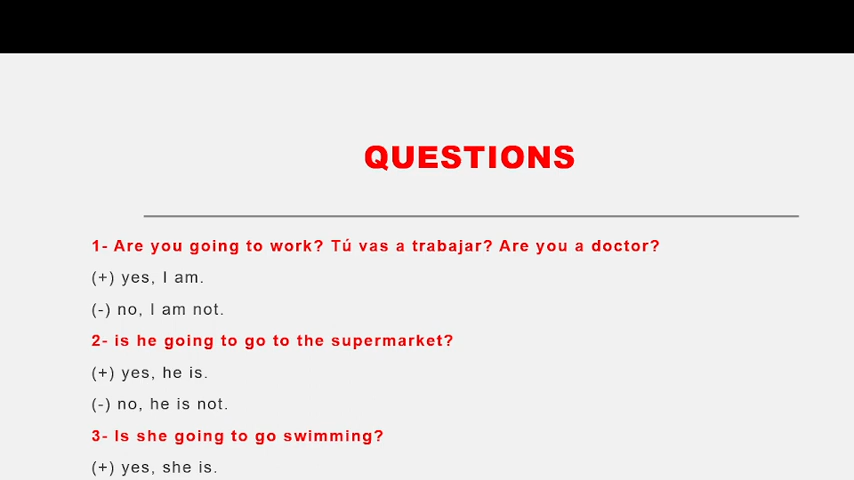 QUESTIONS
1- Are you going to work? Tú vas a trabajar? Are you a doctor?
(+) yes, I am.
(-) no, I am not.
2- is he going to go to the supermarket?
(+) yes, he is.
(-) no, he is not.
3- Is she going to go swimming?
(+) yes, she is.